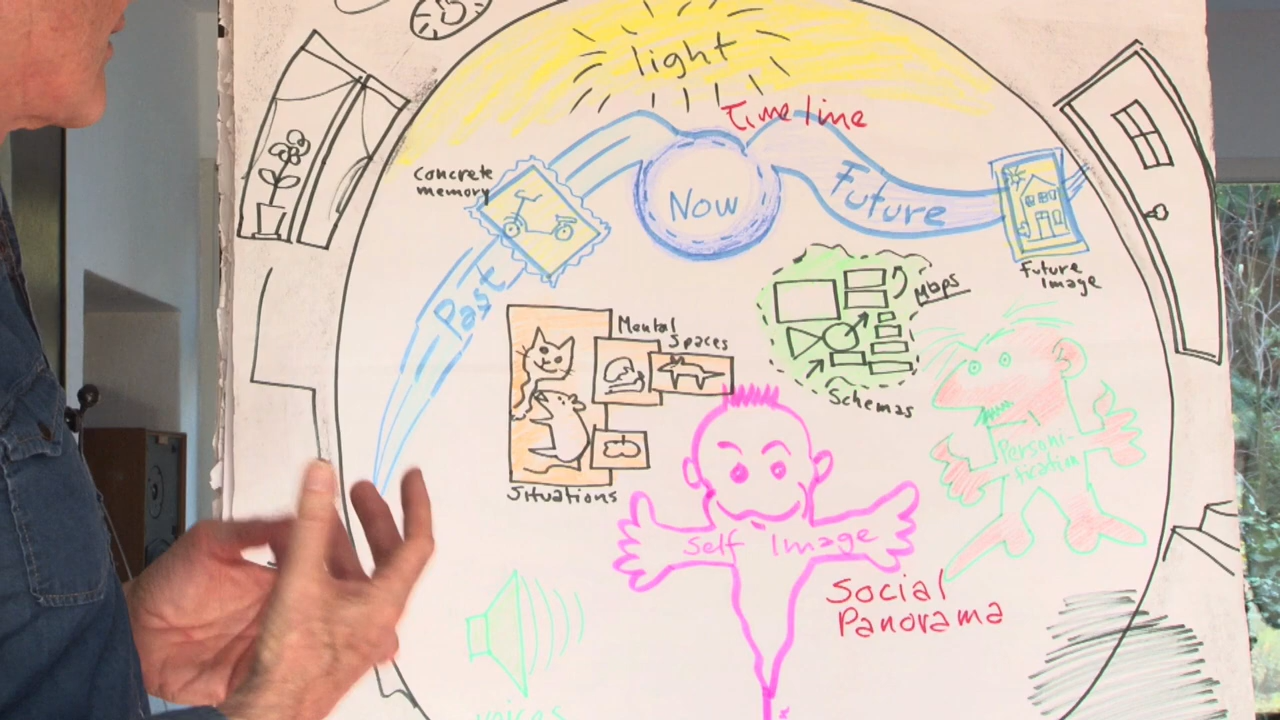 light
Time line
Concrete
memory
Now
Future
Past
Future
Image
Maps
Mental
Spaces
Schemas
Situations
Personi-
fication
Self Image
Social
Panorama
voices